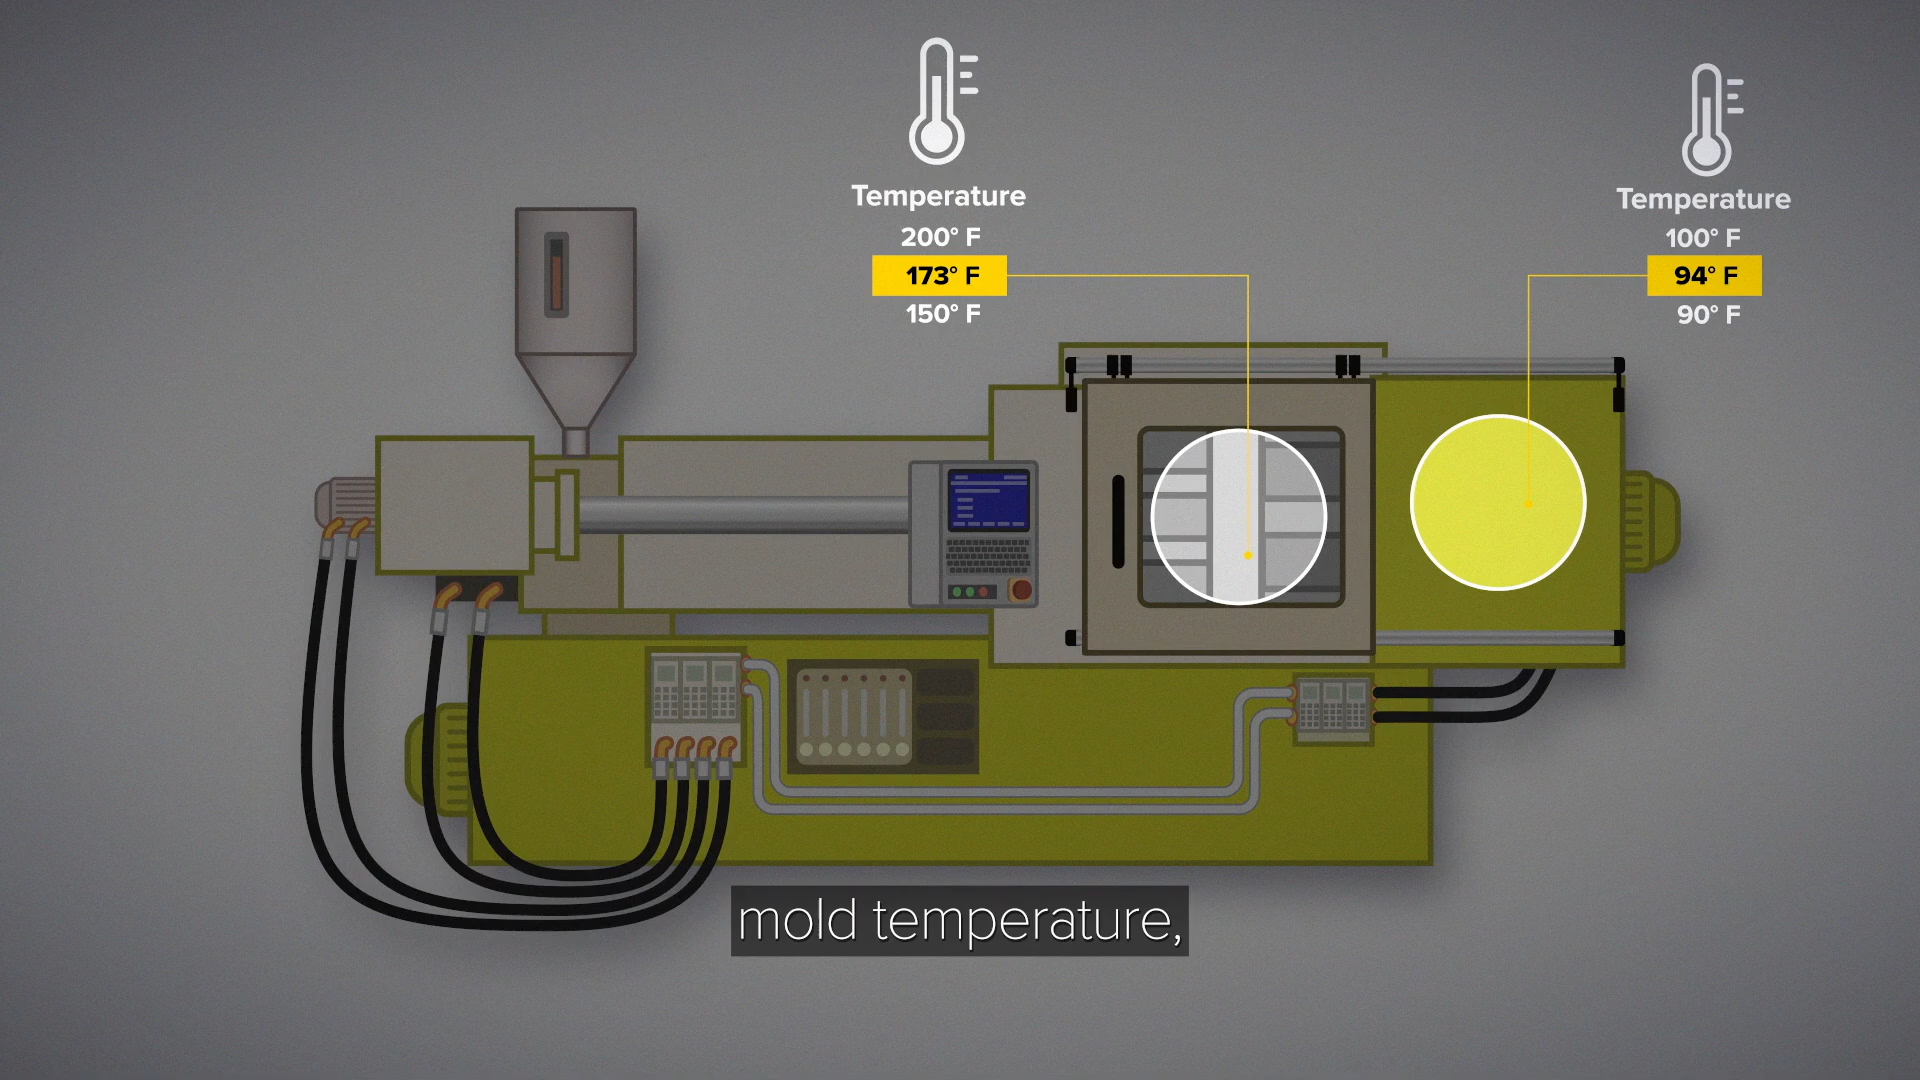 Temperature
200° F
173° F
150° F
Temperature
100° F
94° F
90° F
mold temperature,